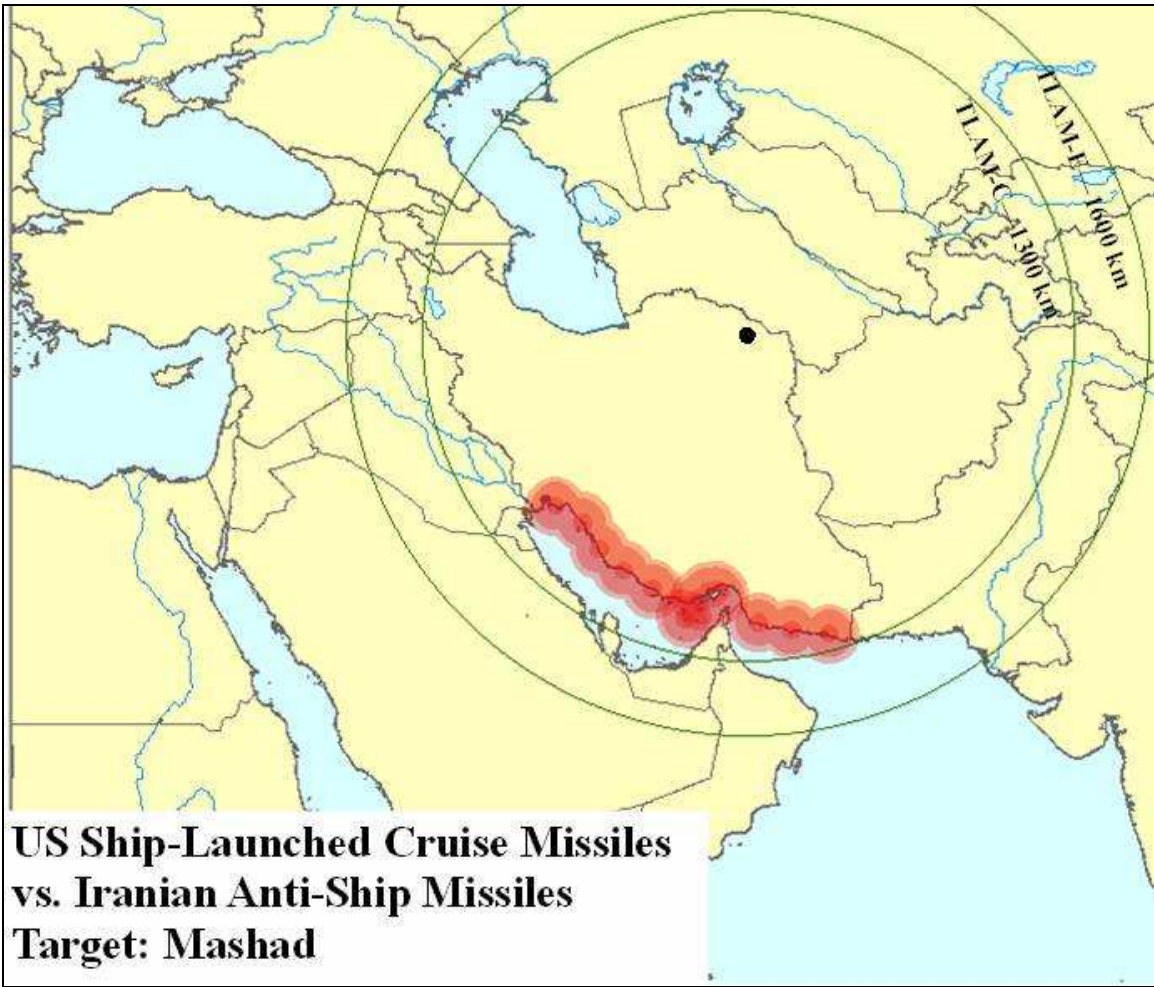 TLAM-E 1600 km
TLAM-C 1300 km
US Ship-Launched Cruise Missiles
vs. Iranian Anti-Ship Missiles
Target: Mashad